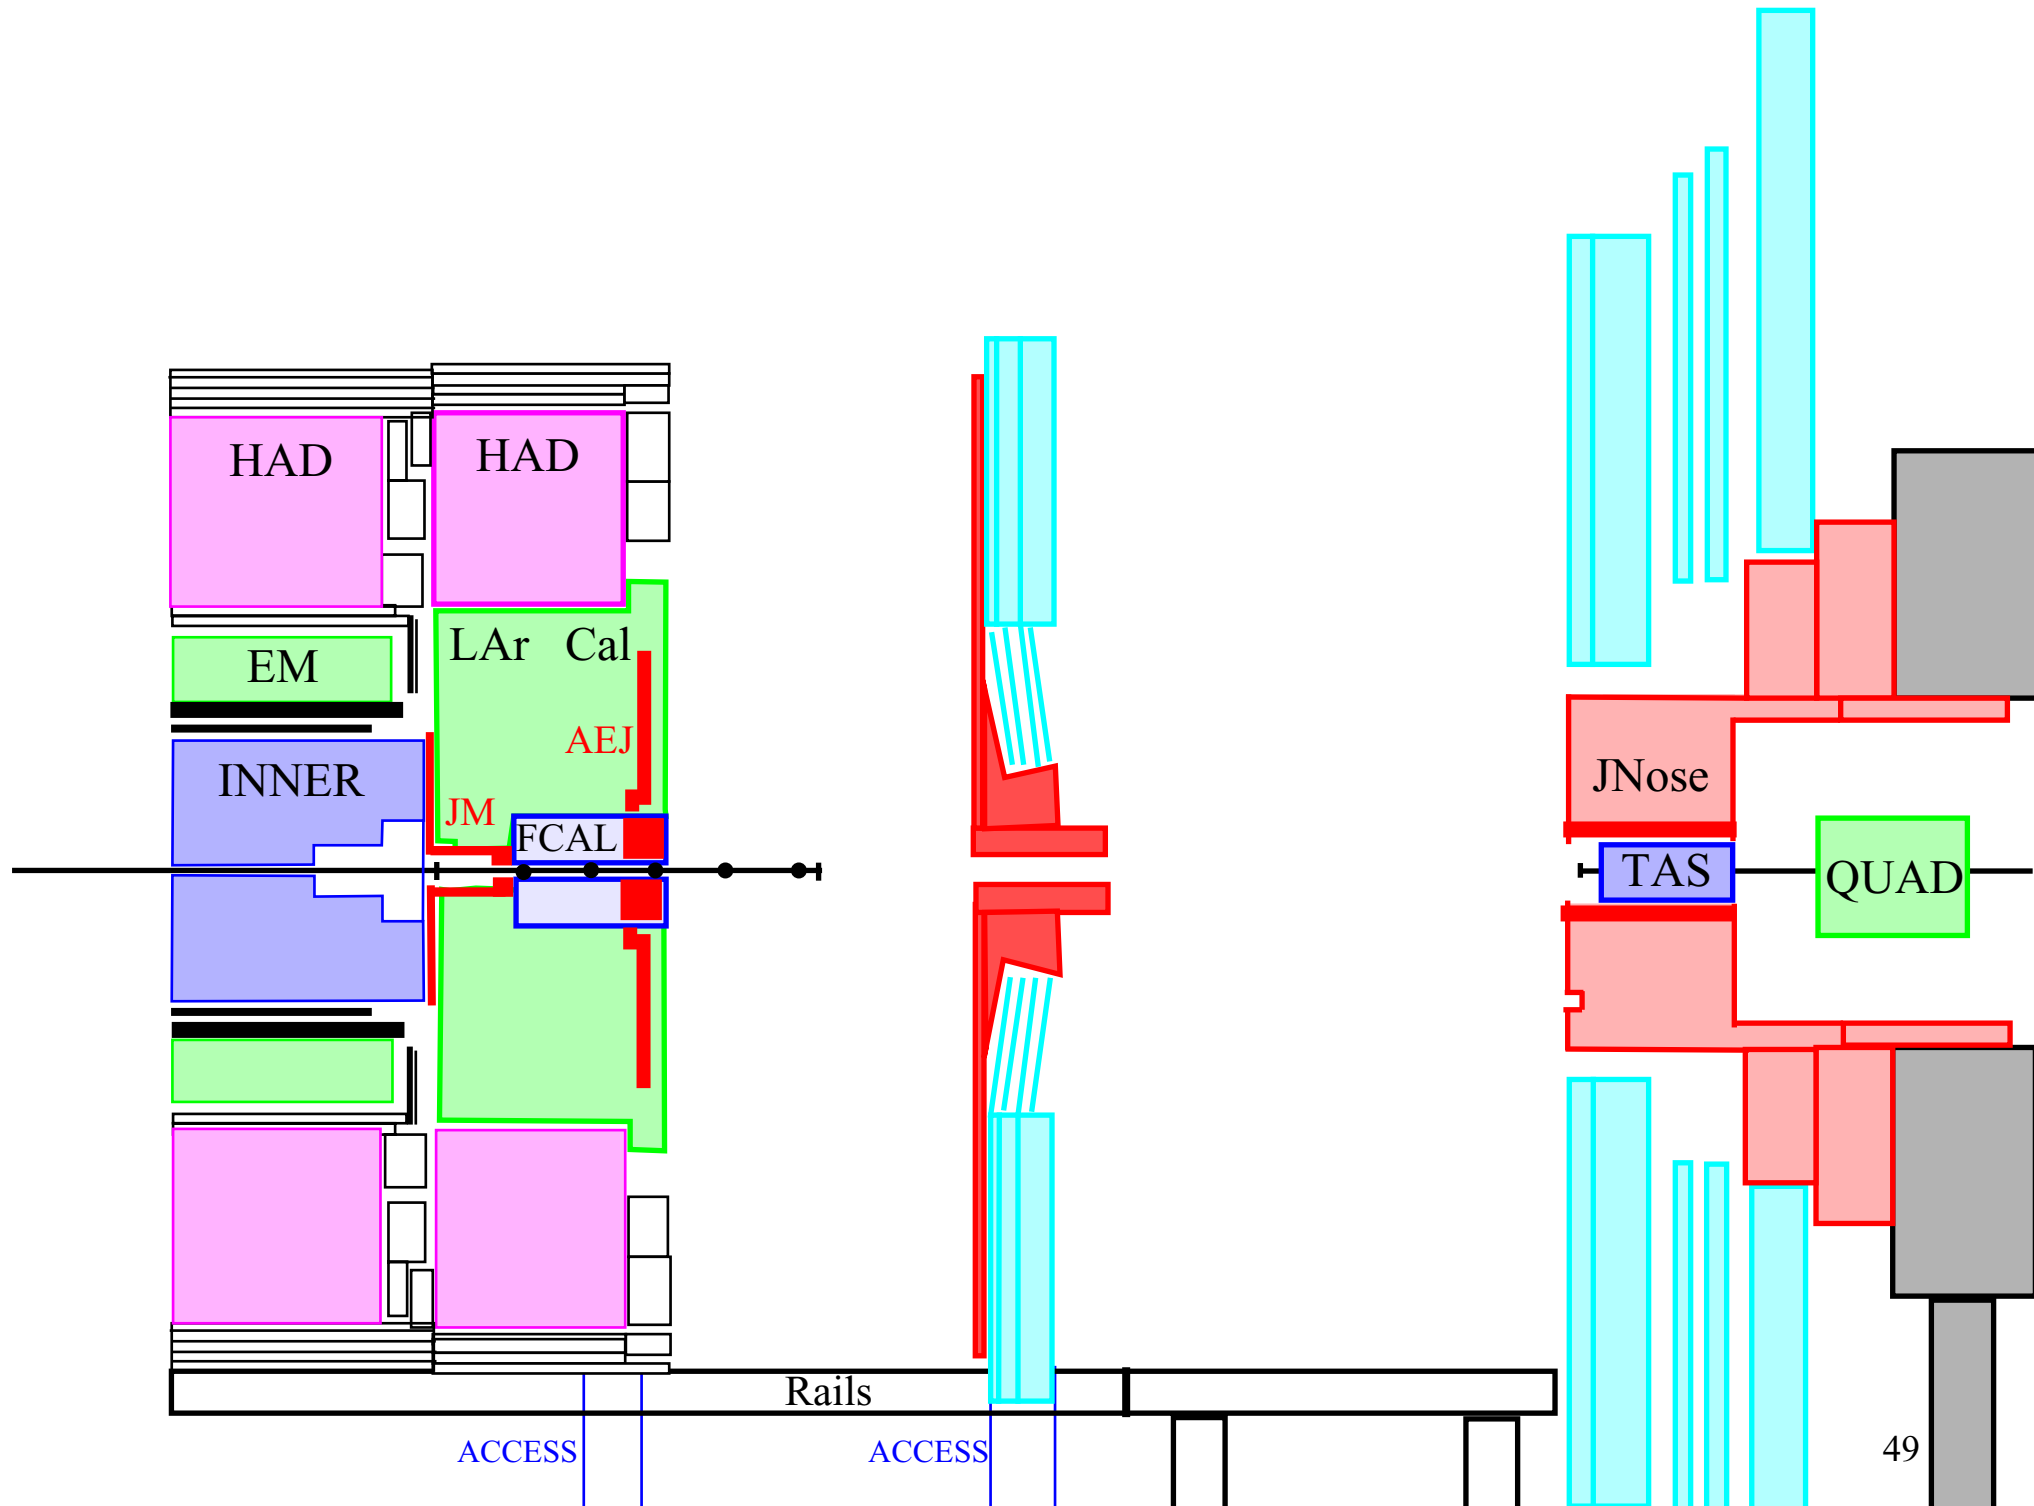 HAD
HAD
LAr Cal
EM
AEJ
INNER
JNose
JM
FCAL
TAS
QUAD
Rails
ACCESS
ACCESS
49